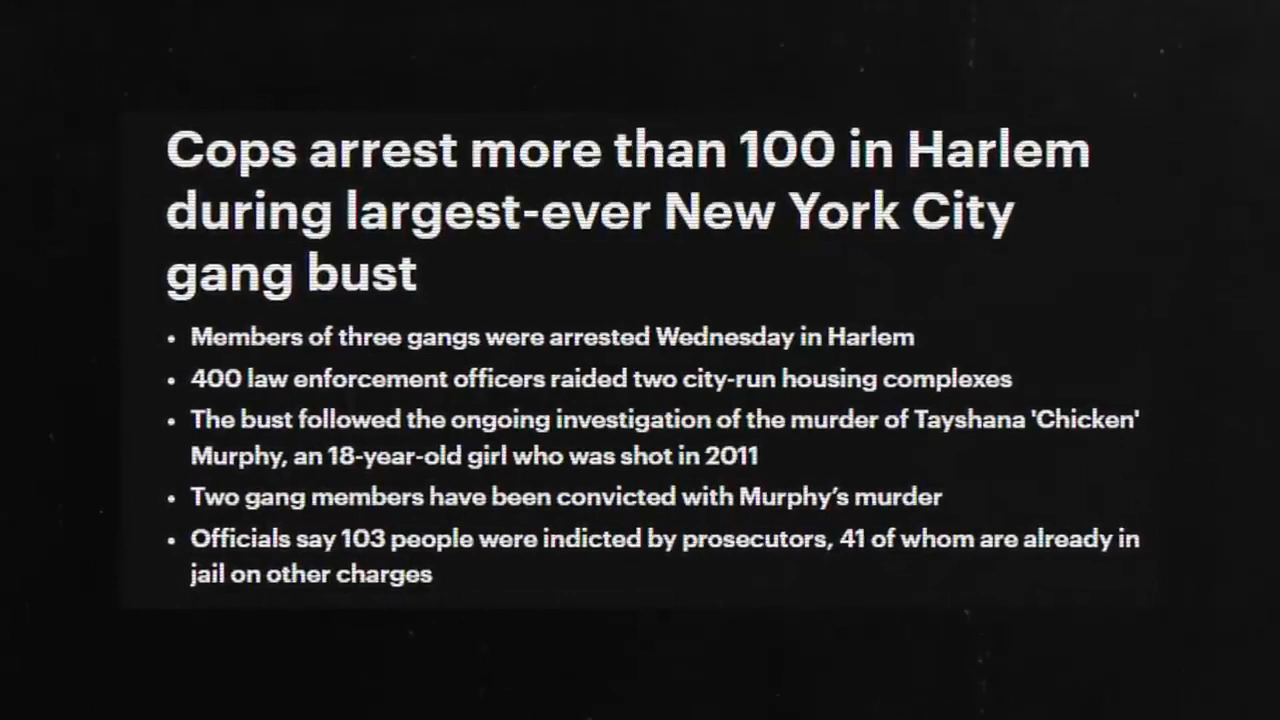 Cops arrest more than 100 in Harlem
during largest-ever New York City
gang bust
• Members of three gangs were arrested Wednesday in Harlem
• 400 law enforcement officers raided two city-run housing complexes
• The bust followed the ongoing investigation of the murder of Tayshana 'Chicken'
Murphy, an 18-year-old girl who was shot in 2011
• Two gang members have been convicted with Murphy’s murder
• Officials say 103 people were indicted by prosecutors, 41 of whom are already in
jail on other charges